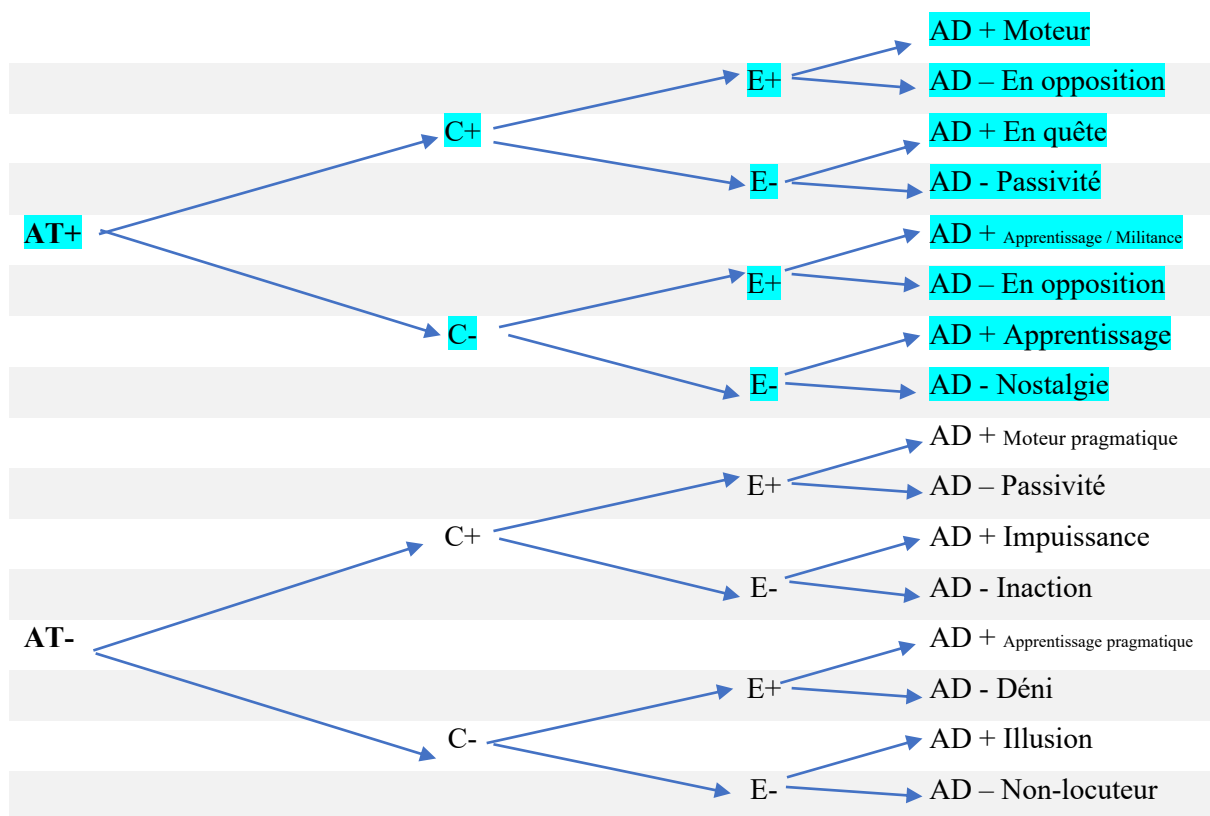 AD + Moteur
E+ AD – En opposition
C+ AD + En quête
E- AD - Passivité
AT+ AD + Apprentissage / Militance
E+ AD – En opposition
C- AD + Apprentissage
E- AD - Nostalgie
AD + Moteur pragmatique
E+ AD – Passivité
C+ AD + Impuissance
E- AD - Inaction
AT- AD + Apprentissage pragmatique
E+ AD - Déni
C- AD + Illusion
E- AD – Non-locuteur